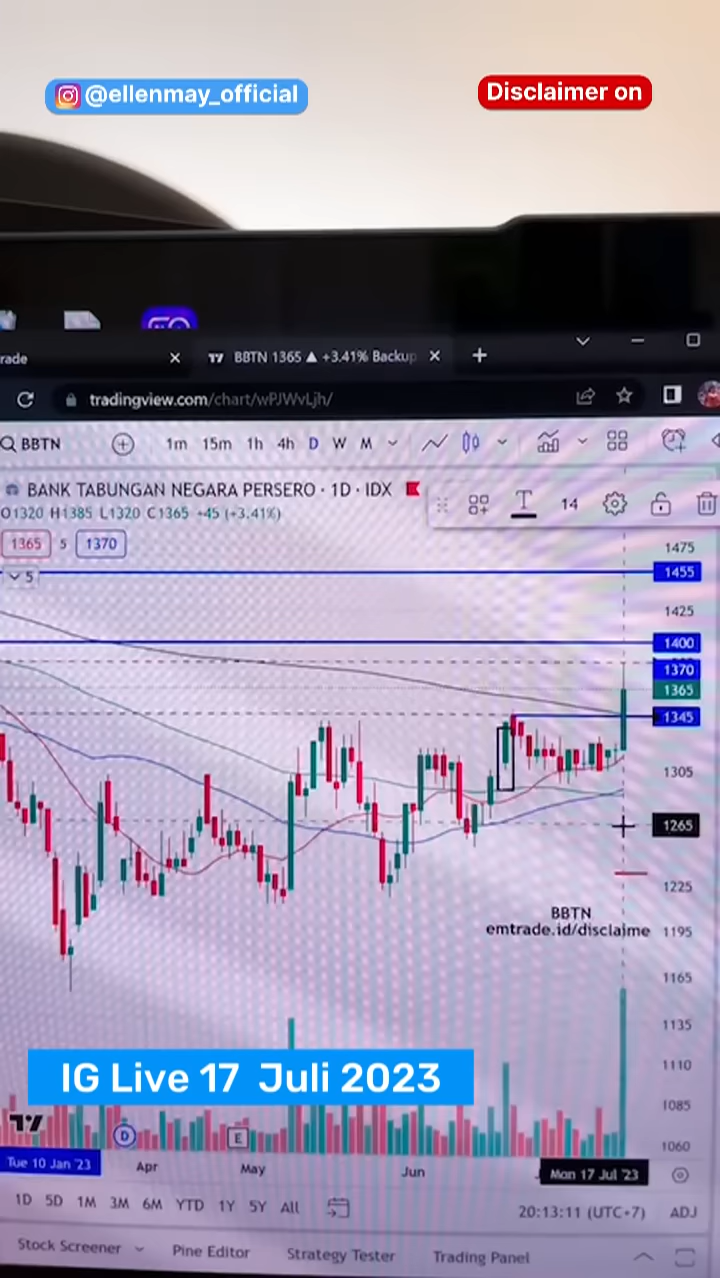 @ellenmay_official
Disclaimer on
rade
BBTN 1365 ▲ +3.41% Backup
tradingview.com/chart/wPJWvLjh/
BBTN
1m 15m 1h 4h D W M
BANK TABUNGAN NEGARA PERSERO · 1D · IDX
T 14
O1320 H1385 L1320 C1365 +45 (+3.41%)
1365 5 1370
5
1475
1455
1425
1400
1370
1365
1345
1305
1265
1225
BBTN
emtrade.id/disclaime
1195
1165
1135
IG Live 17 Juli 2023
1110
1085
1060
D
E
Tue 10 Jan '23
Apr
May
Jun
Mon 17 Jul '23
1D 5D 1M 3M 6M YTD 1Y 5Y All
20:13:11 (UTC+7) ADJ
Stock Screener Pine Editor Strategy Tester Trading Panel